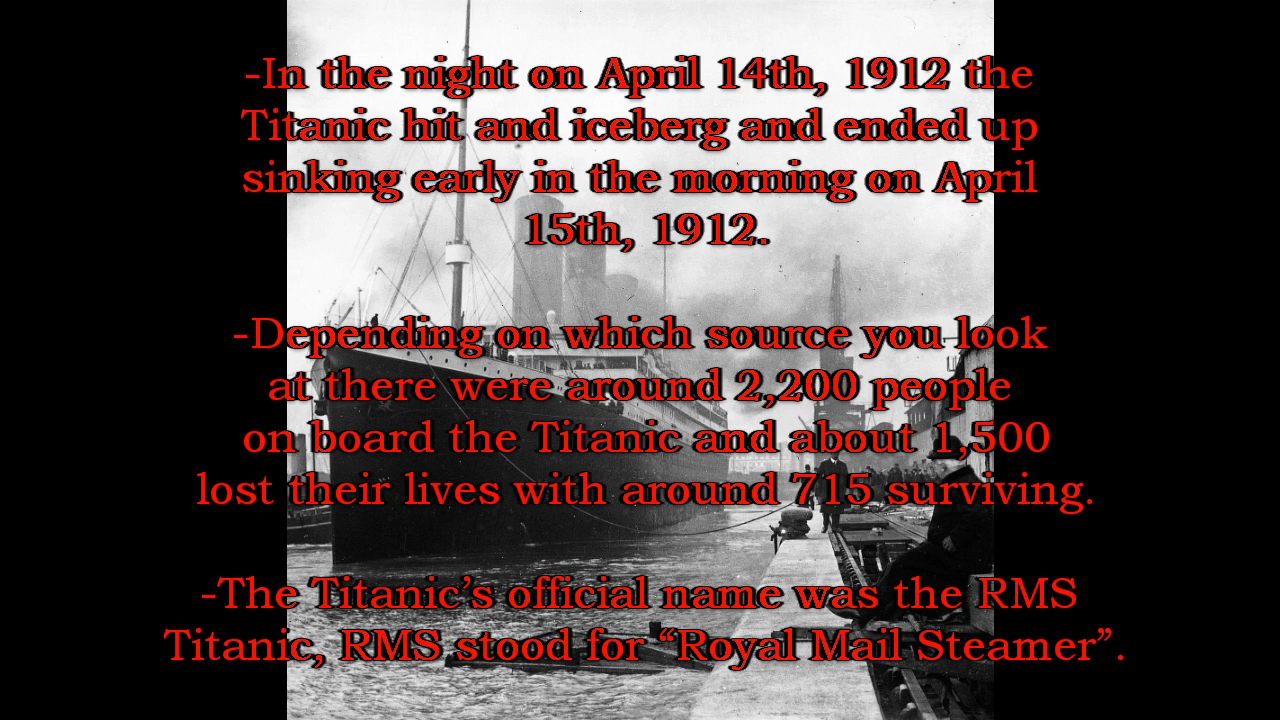 -In the night on April 14th, 1912 the
Titanic hit and iceberg and ended up
sinking early in the morning on April
15th, 1912.
-Depending on which source you look
at there were around 2,200 people
on board the Titanic and about 1,500
lost their lives with around 715 surviving.
-The Titanic’s official name was the RMS
Titanic, RMS stood for “Royal Mail Steamer”.